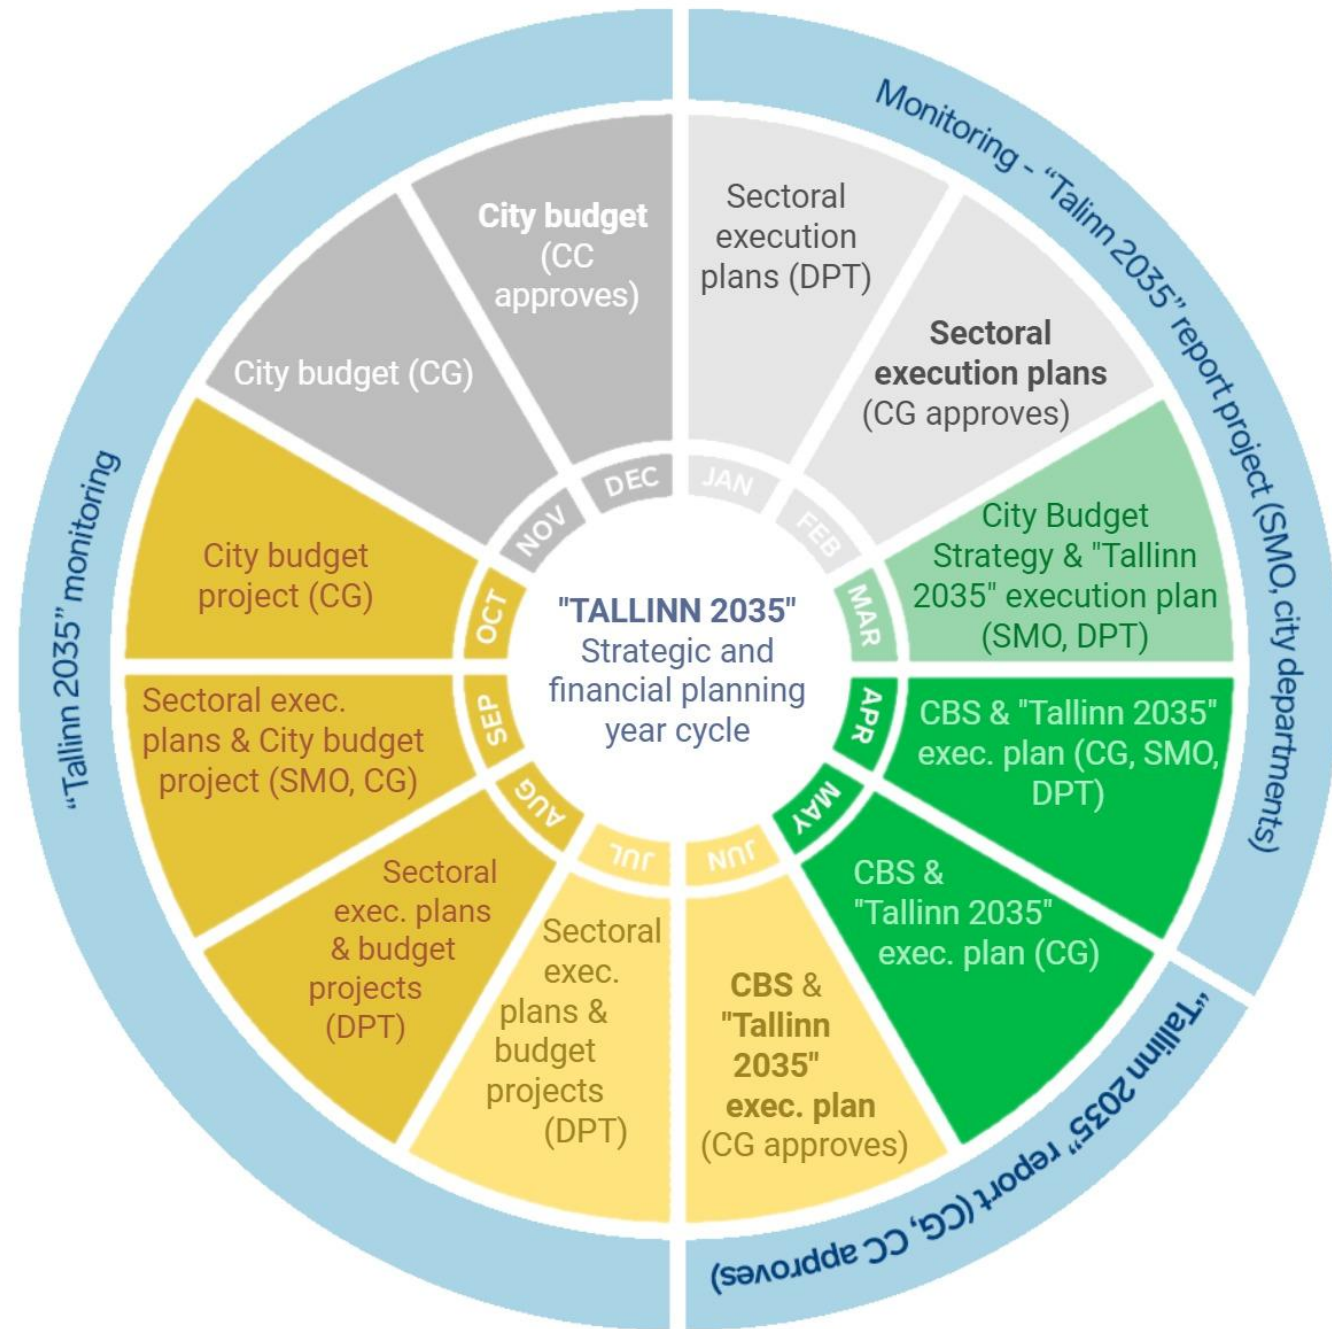 "TALLINN 2035"
Strategic and
financial planning
year cycle
JAN
Sectoral
execution
plans (DPT)
FEB
Sectoral
execution plans
(CG approves)
MAR
City Budget
Strategy & "Tallinn
2035" execution plan
(SMO, DPT)
APR
CBS & "Tallinn 2035"
exec. plan (CG, SMO,
DPT)
MAY
CBS &
"Tallinn 2035"
exec. plan (CG)
JUN
CBS &
"Tallinn
2035"
exec. plan
(CG approves)
JUL
Sectoral
exec.
plans &
budget
projects
(DPT)
AUG
Sectoral
exec. plans
& budget
projects
(DPT)
SEP
Sectoral exec.
plans & City budget
project (SMO, CG)
OCT
City budget
project (CG)
NOV
City budget (CG)
DEC
City budget
(CC
approves)
Monitoring - “Talinn 2035” report project (SMO, city departments)
“Tallinn 2035” report (CG, CC approves)
“Tallinn 2035” monitoring